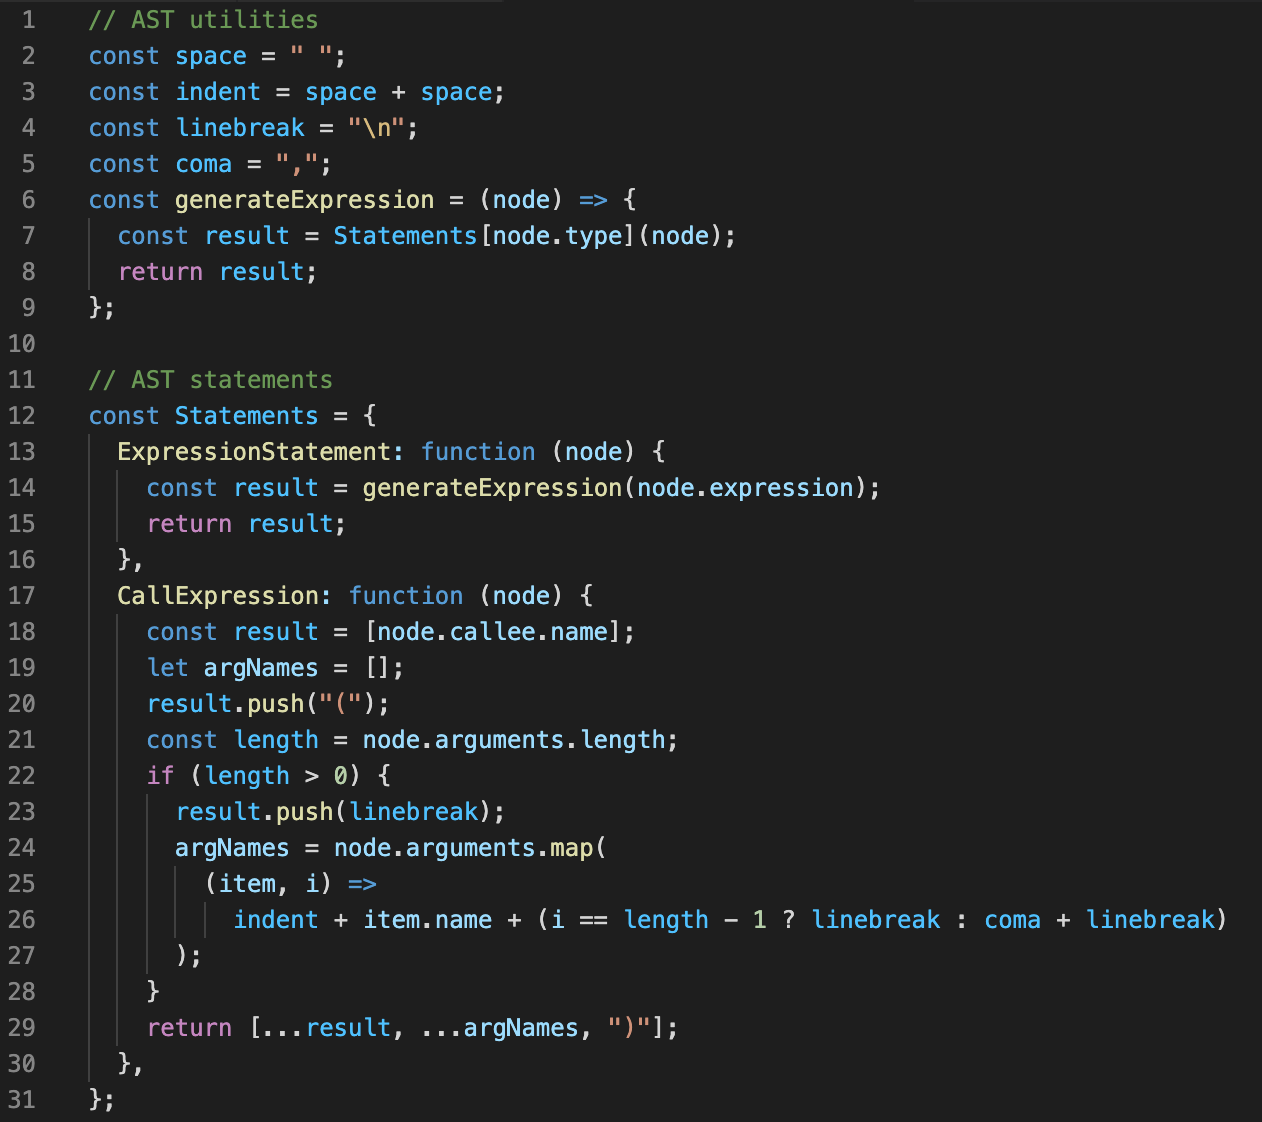 1 // AST utilities
2 const space = " ";
3 const indent = space + space;
4 const linebreak = "\n";
5 const coma = ",";
6 const generateExpression = (node) => {
7   const result = Statements[node.type](node);
8   return result;
9 };
10
11 // AST statements
12 const Statements = {
13   ExpressionStatement: function (node) {
14     const result = generateExpression(node.expression);
15     return result;
16   },
17   CallExpression: function (node) {
18     const result = [node.callee.name];
19     let argNames = [];
20     result.push("(");
21     const length = node.arguments.length;
22     if (length > 0) {
23       result.push(linebreak);
24       argNames = node.arguments.map(
25         (item, i) =>
26           indent + item.name + (i == length - 1 ? linebreak : coma + linebreak)
27       );
28     }
29     return [...result, ...argNames, ")"];
30   },
31 };